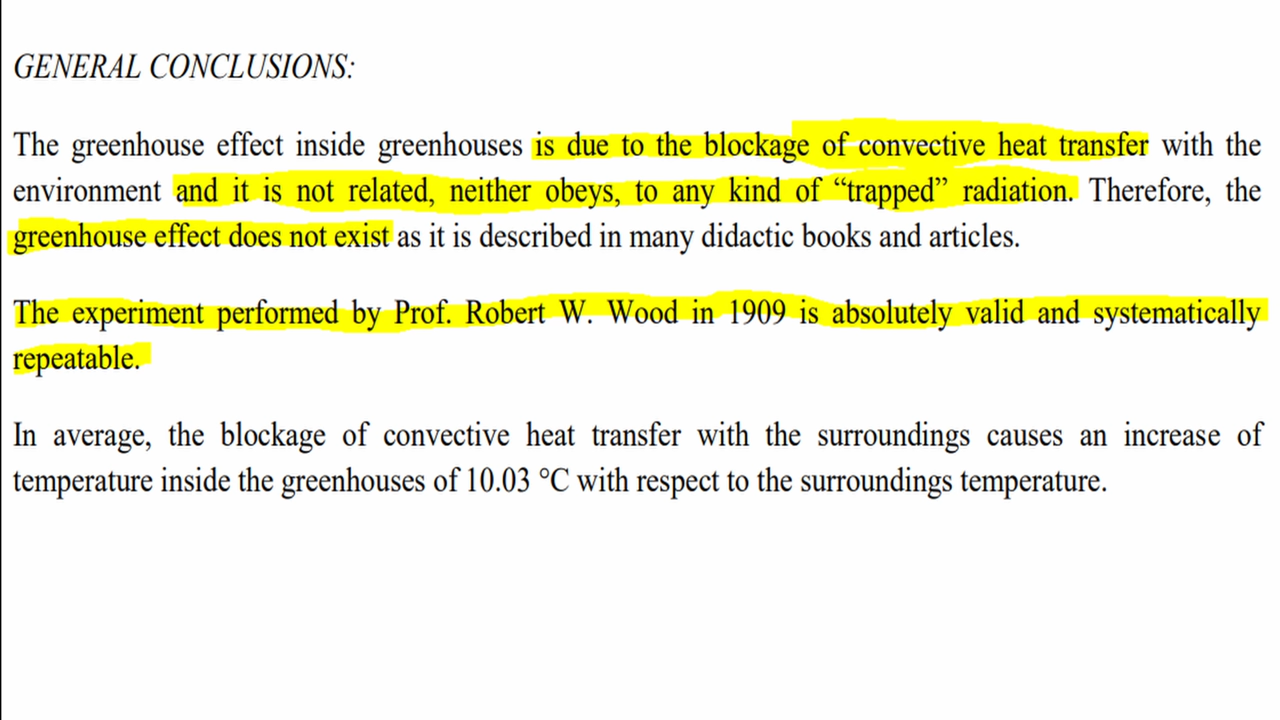 GENERAL CONCLUSIONS:
The greenhouse effect inside greenhouses is due to the blockage of convective heat transfer with the
environment and it is not related, neither obeys, to any kind of “trapped” radiation. Therefore, the
greenhouse effect does not exist as it is described in many didactic books and articles.
The experiment performed by Prof. Robert W. Wood in 1909 is absolutely valid and systematically
repeatable.
In average, the blockage of convective heat transfer with the surroundings causes an increase of
temperature inside the greenhouses of 10.03 °C with respect to the surroundings temperature.